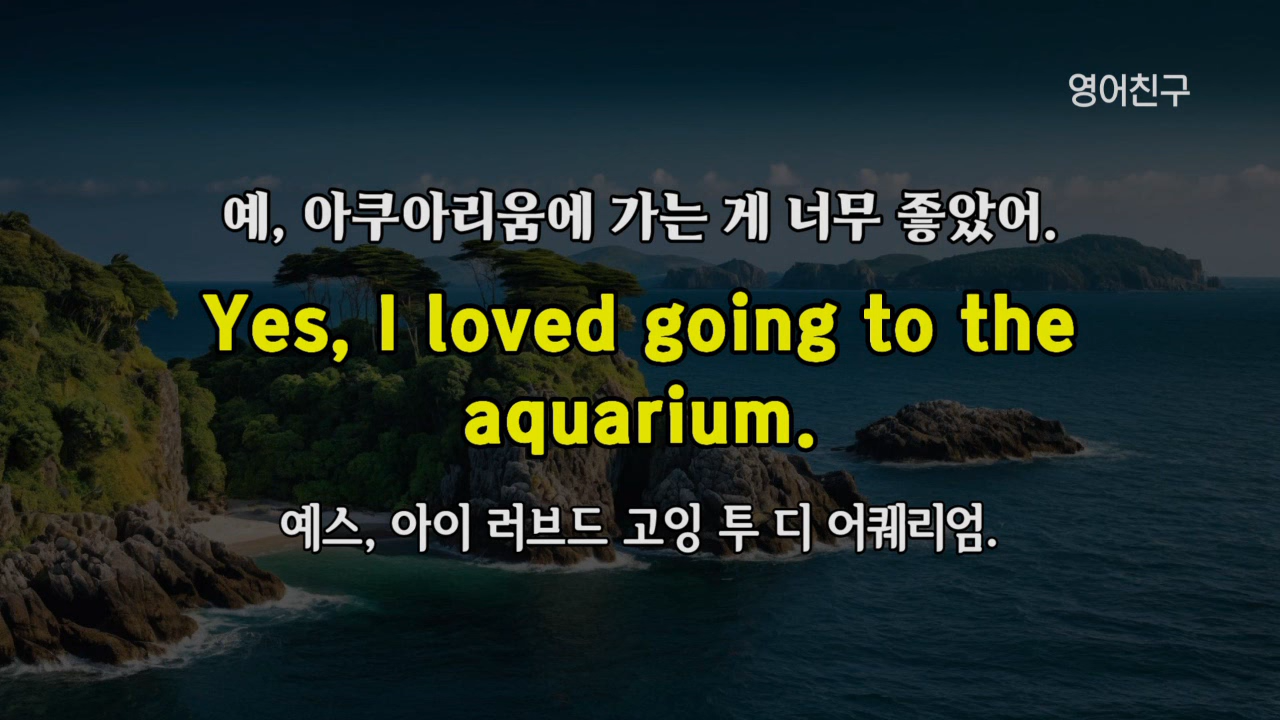 영어친구
예, 아쿠아리움에 가는 게 너무 좋았어.
Yes, I loved going to the
aquarium.
예스, 아이 러브드 고잉 투 디 어퀘리엄.